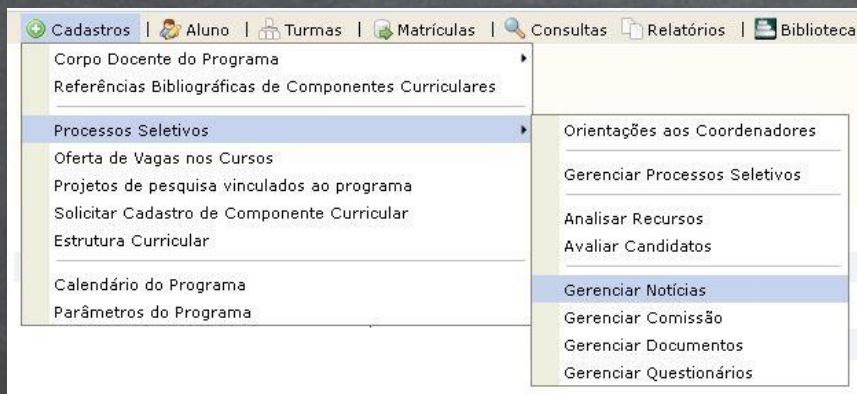 Cadastros | Aluno | Turmas | Matrículas | Consultas Relatórios | Biblioteca
Corpo Docente do Programa
Referências Bibliográficas de Componentes Curriculares
Processos Seletivos
Oferta de Vagas nos Cursos
Projetos de pesquisa vinculados ao programa
Solicitar Cadastro de Componente Curricular
Estrutura Curricular
Calendário do Programa
Parâmetros do Programa
Orientações aos Coordenadores
Gerenciar Processos Seletivos
Analisar Recursos
Avaliar Candidatos
Gerenciar Notícias
Gerenciar Comissão
Gerenciar Documentos
Gerenciar Questionários